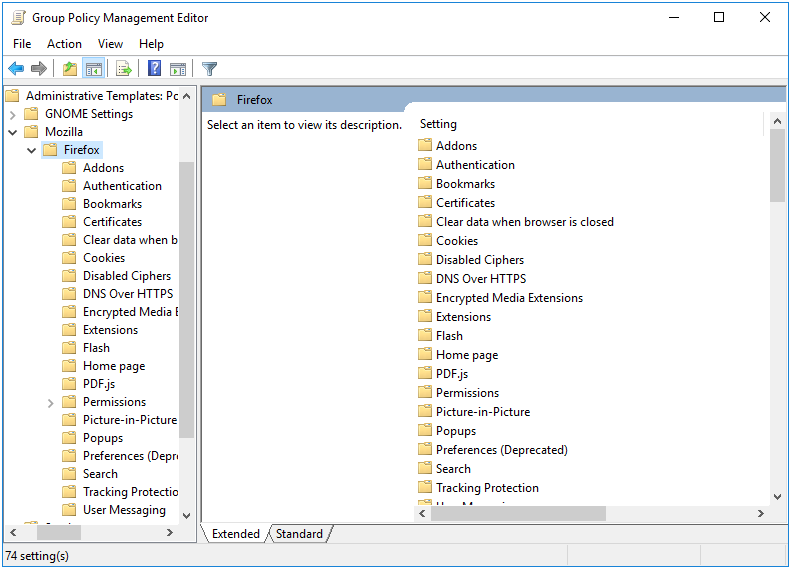 Group Policy Management Editor
File Action View Help
Administrative Templates: Pc
GNOME Settings
Mozilla
Firefox
Addons
Authentication
Bookmarks
Certificates
Clear data when b
Cookies
Disabled Ciphers
DNS Over HTTPS
Encrypted Media E
Extensions
Flash
Home page
PDF.js
Permissions
Picture-in-Picture
Popups
Preferences (Depr
Search
Tracking Protectio
User Messaging
Firefox
Select an item to view its description.
Setting
Addons
Authentication
Bookmarks
Certificates
Clear data when browser is closed
Cookies
Disabled Ciphers
DNS Over HTTPS
Encrypted Media Extensions
Extensions
Flash
Home page
PDF.js
Permissions
Picture-in-Picture
Popups
Preferences (Deprecated)
Search
Tracking Protection
Extended Standard
74 setting(s)